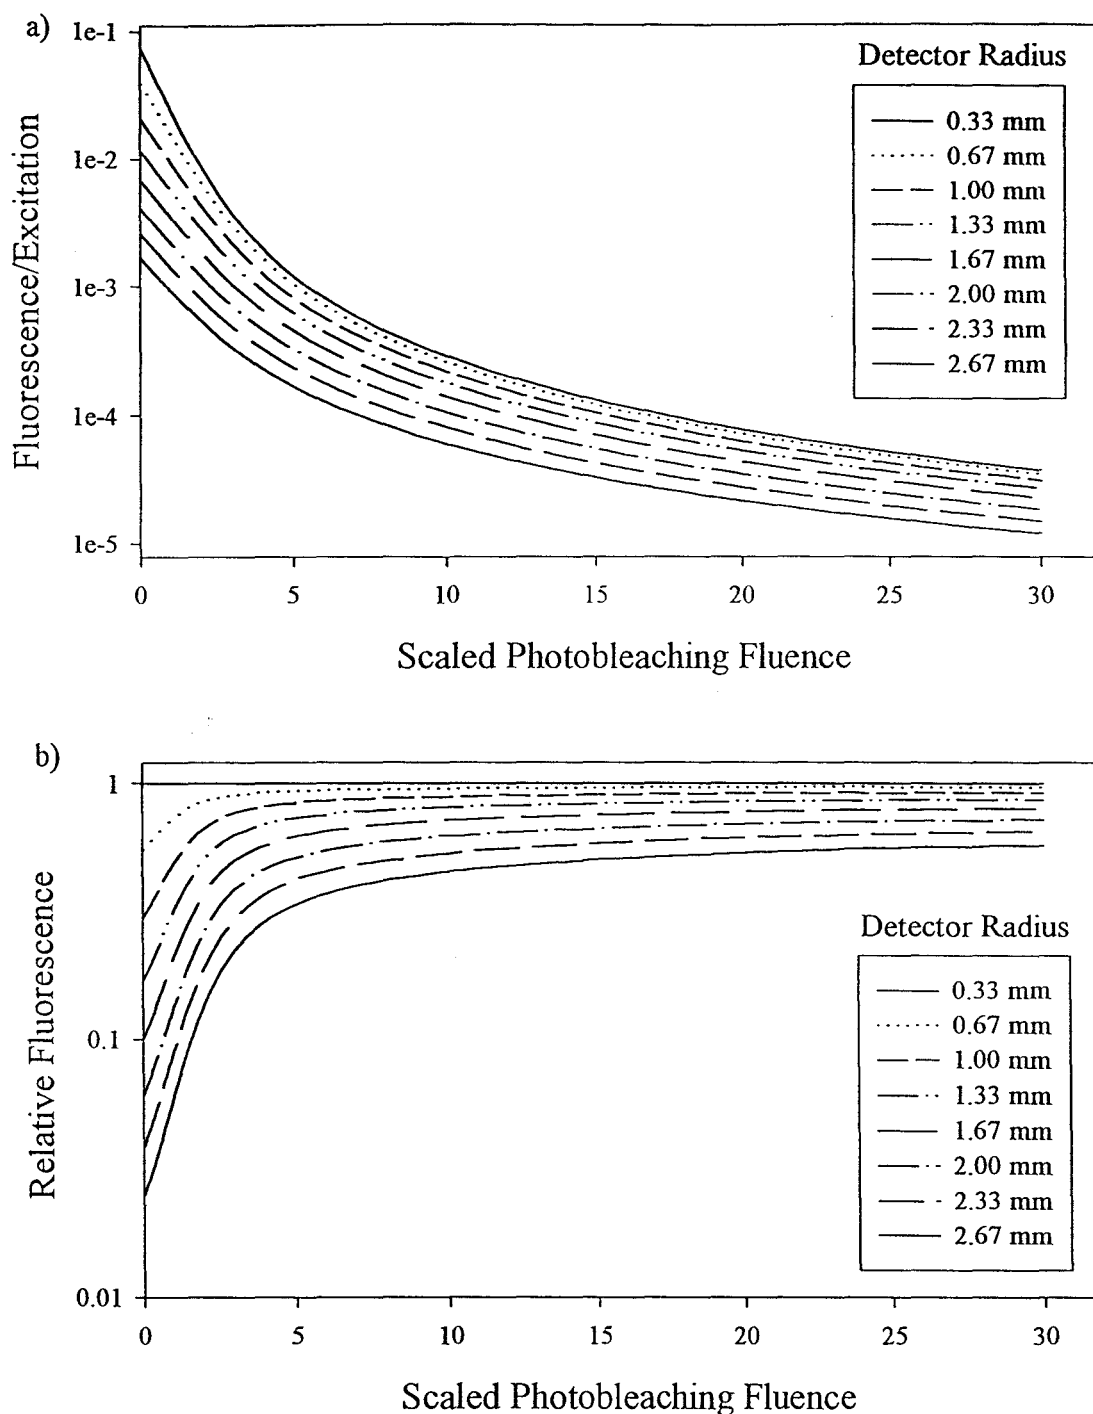 a)
1e-1
1e-2
1e-3
1e-4
1e-5
Fluorescence/Excitation
Detector Radius
0.33 mm
0.67 mm
1.00 mm
1.33 mm
1.67 mm
2.00 mm
2.33 mm
2.67 mm
0 5 10 15 20 25 30
Scaled Photobleaching Fluence
b)
1
0.1
0.01
Relative Fluorescence
Detector Radius
0.33 mm
0.67 mm
1.00 mm
1.33 mm
1.67 mm
2.00 mm
2.33 mm
2.67 mm
0 5 10 15 20 25 30
Scaled Photobleaching Fluence